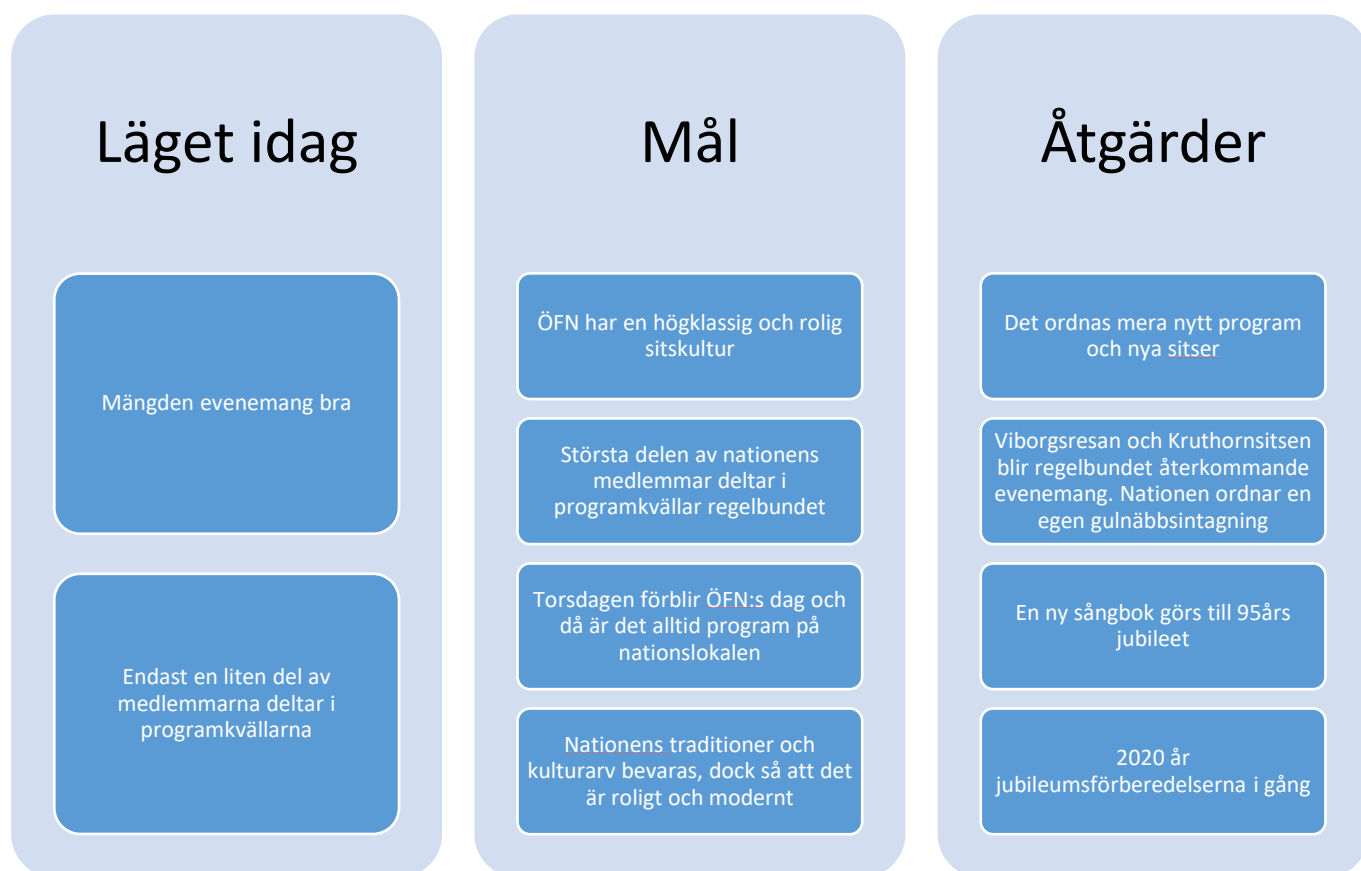 Läget idag
Mängden evenemang bra
Endast en liten del av
medlemmarna deltar i
programkvällarna
Mål
ÖFN har en högklassig och rolig
sitskultur
Största delen av nationens
medlemmar deltar i
programkvällar regelbundet
Torsdagen förblir ÖFN:s dag och
då är det alltid program på
nationslokalen
Nationens traditioner och
kulturarv bevaras, dock så att det
är roligt och modernt
Åtgärder
Det ordnas mera nytt program
och nya sitser
Viborgsresan och Kruthornsitsen
blir regelbundet återkommande
evenemang. Nationen ordnar en
egen gulnäbbsintagning
En ny sångbok görs till 95års
jubileet
2020 år
jubileumsförberedelserna i gång